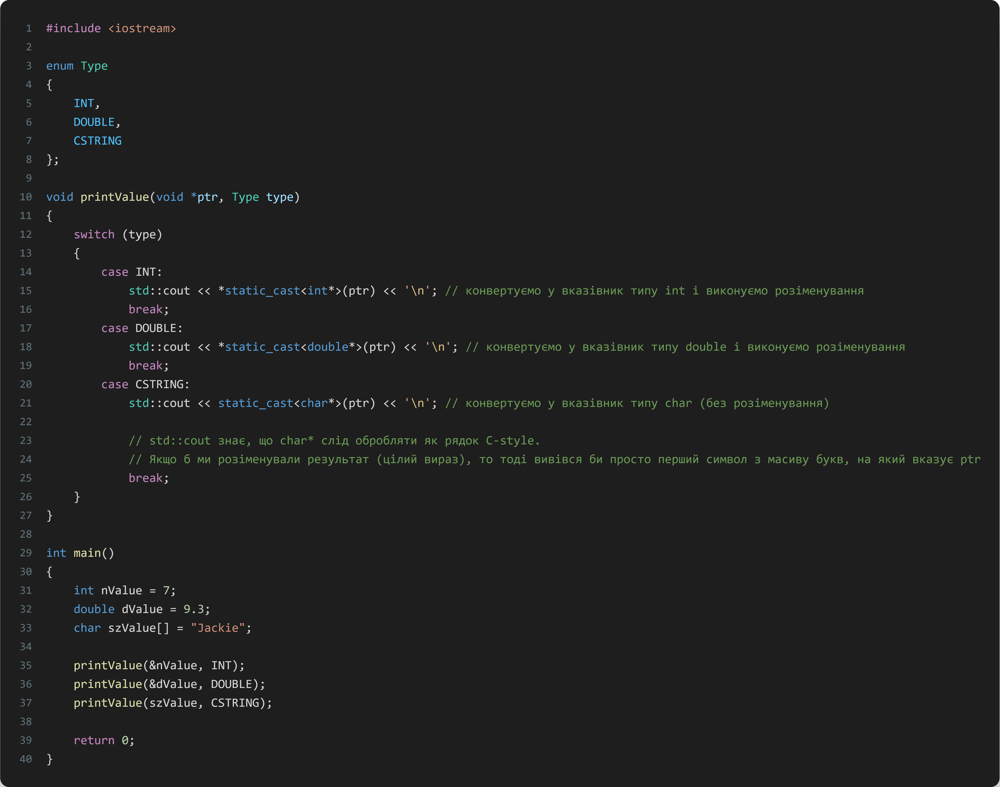 1 #include <iostream>
2
3 enum Type
4 {
5     INT,
6     DOUBLE,
7     CSTRING
8 };
9
10 void printValue(void *ptr, Type type)
11 {
12     switch (type)
13     {
14         case INT:
15             std::cout << *static_cast<int*>(ptr) << '\n'; // конвертуємо у вказівник типу int і виконуємо розіменування
16             break;
17         case DOUBLE:
18             std::cout << *static_cast<double*>(ptr) << '\n'; // конвертуємо у вказівник типу double і виконуємо розіменування
19             break;
20         case CSTRING:
21             std::cout << static_cast<char*>(ptr) << '\n'; // конвертуємо у вказівник типу char (без розіменування)
22
23             // std::cout знає, що char* слід обробляти як рядок C-style.
24             // Якщо б ми розіменували результат (цілий вираз), то тоді вивівся би просто перший символ з масиву букв, на який вказує ptr
25             break;
26     }
27 }
28
29 int main()
30 {
31     int nValue = 7;
32     double dValue = 9.3;
33     char szValue[] = "Jackie";
34
35     printValue(&nValue, INT);
36     printValue(&dValue, DOUBLE);
37     printValue(szValue, CSTRING);
38
39     return 0;
40 }